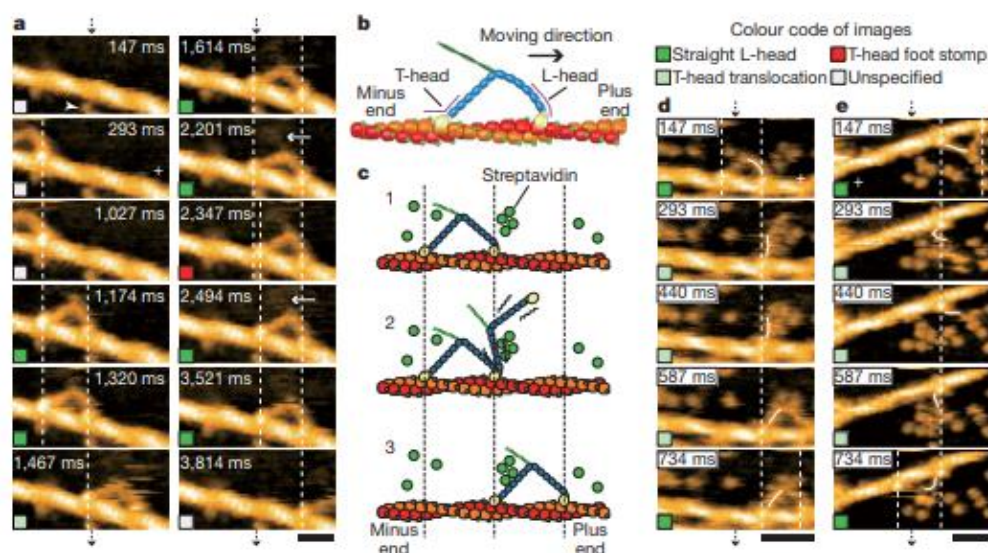 a
147 ms
293 ms
1,027 ms
1,174 ms
1,320 ms
1,467 ms
1,614 ms
2,201 ms
2,347 ms
2,494 ms
3,521 ms
3,814 ms
b
Moving direction
T-head
L-head
Minus
end
Plus
end
c
Streptavidin
1
2
3
Minus
end
Plus
end
Colour code of images
Straight L-head
T-head foot stomp
T-head translocation
Unspecified
d
147 ms
293 ms
440 ms
587 ms
734 ms
e
147 ms
293 ms
440 ms
587 ms
734 ms